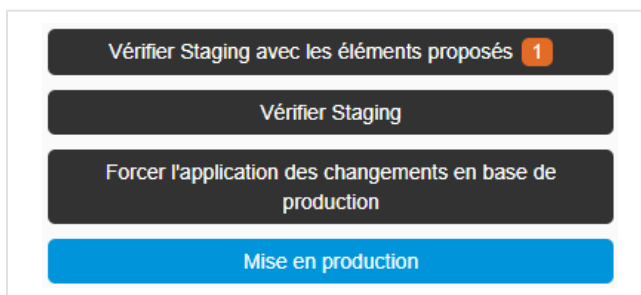 Vérifier Staging avec les éléments proposés 1
Vérifier Staging
Forcer l'application des changements en base de
production
Mise en production